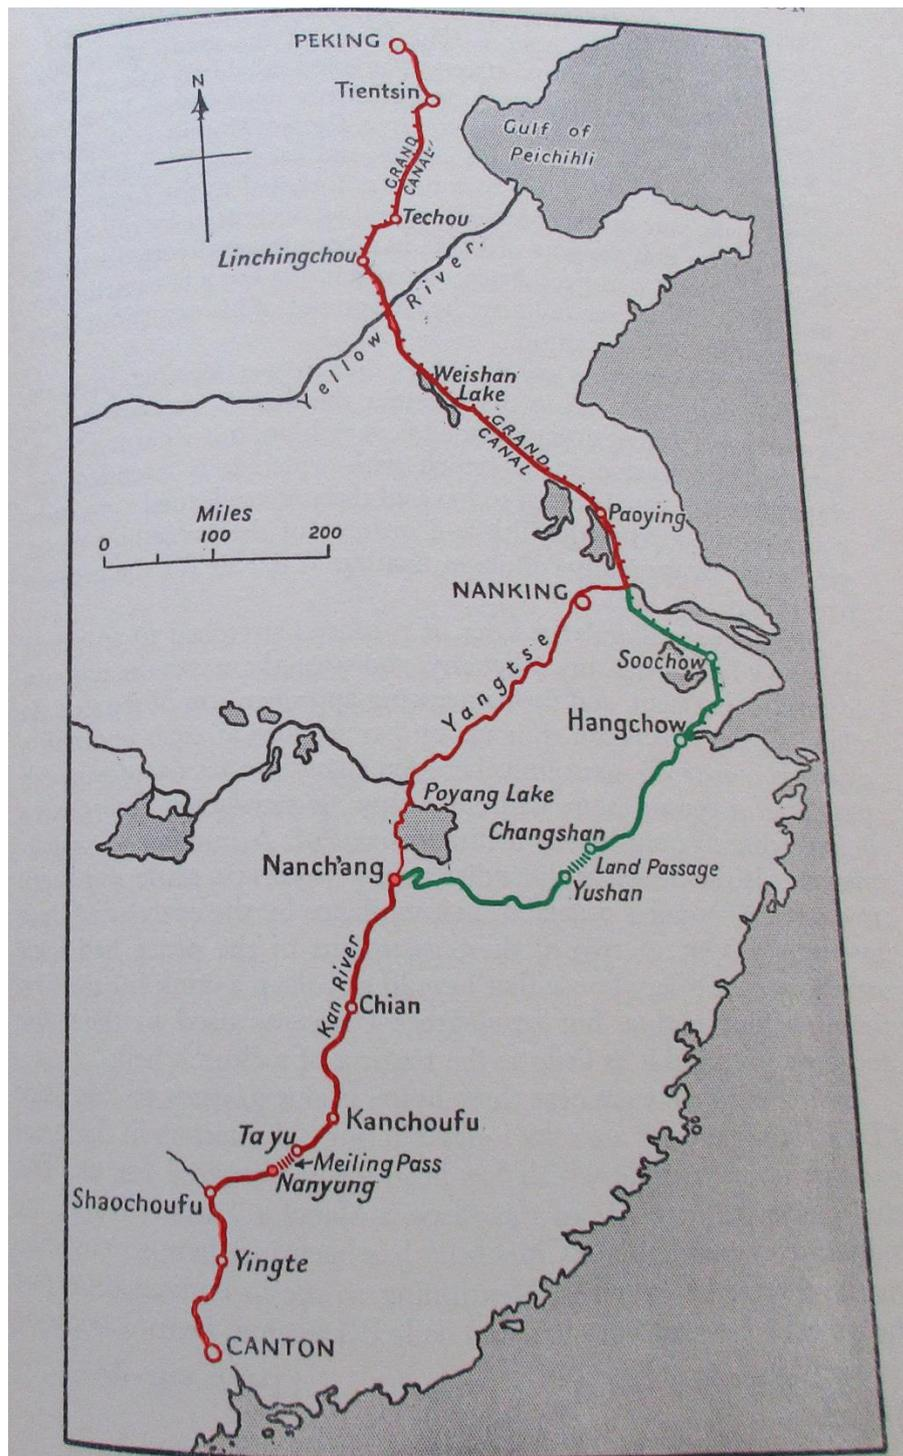 PEKING
N
Tientsin
Gulf of
Peichihli
GRAND
CANAL
Techou
Linchingchou
Yellow River.
Weishan
Lake
GRAND
CANAL
Miles
0 100 200
Paoying
NANKING
Yangtse
Soochow
Hangchow
Poyang Lake
Changshan
Nanch'ang
Land Passage
Yushan
Kan River
Chian
Kanchoufu
Ta yu
Meiling Pass
Nanyung
Shaochoufu
Yingte
CANTON